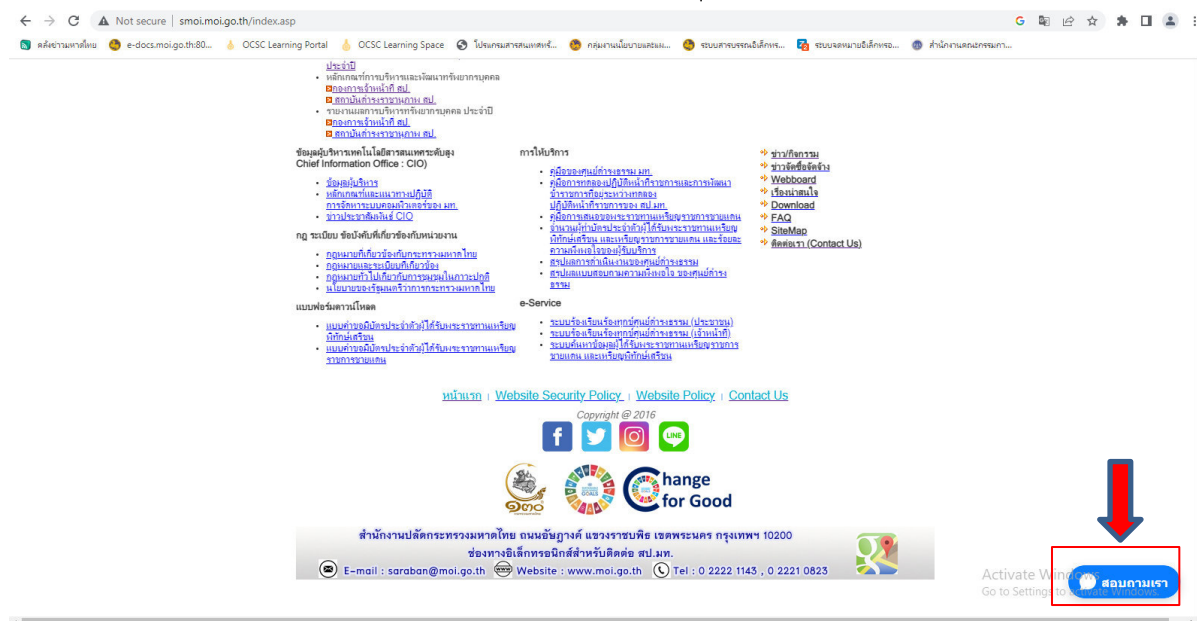 Not secure | smoi.moi.go.th/index.asp
คลังข่าวมหาดไทย e-docs.moi.go.th:80... OCSC Learning Portal OCSC Learning Space โปรแกรมสารสนเทศทรั... กลุ่มงานนโยบายและแผ... ระบบสารบรรณอิเล็กทร... ระบบจดหมายอิเล็กทรอ... สำนักงานคณะกรรมกา...
ประจำปี
หลักเกณฑ์การบริหารและพัฒนาทรัพยากรบุคคล
กองการเจ้าหน้าที่ สป.
สถาบันดำรงราชานุภาพ สป.
รายงานผลการบริหารทรัพยากรบุคคล ประจำปี
กองการเจ้าหน้าที่ สป.
สถาบันดำรงราชานุภาพ สป.
ข้อมูลผู้บริหารเทคโนโลยีสารสนเทศระดับสูง
Chief Information Office : CIO)
ข้อมูลผู้บริหาร
หลักเกณฑ์และแนวทางปฏิบัติ
การจัดหาระบบคอมพิวเตอร์ของ มท.
ข่าวประชาสัมพันธ์ CIO
กฎ ระเบียบ ข้อบังคับที่เกี่ยวข้องกับหน่วยงาน
กฎหมายที่เกี่ยวข้องกับกระทรวงมหาดไทย
กฎหมายและระเบียบที่เกี่ยวข้อง
กฎหมายทั่วไปเกี่ยวกับการชุมนุมในภาวะปกติ
นโยบายของรัฐมนตรีว่าการกระทรวงมหาดไทย
แบบฟอร์มดาวน์โหลด
แบบคำขอมีบัตรประจำตัวผู้ได้รับพระราชทานเหรียญ
พิทักษ์เสรีชน
แบบคำขอมีบัตรประจำตัวผู้ได้รับพระราชทานเหรียญ
ราชการชายแดน
การให้บริการ
คู่มือของศูนย์ดำรงธรรม มท.
คู่มือการทดลองปฏิบัติหน้าที่ราชการและการพัฒนา
ข้าราชการที่อยู่ระหว่างทดลอง
ปฏิบัติหน้าที่ราชการของ สป.มท.
คู่มือการเสนอขอพระราชทานเหรียญราชการชายแดน
จำนวนผู้ทำบัตรประจำตัวผู้ได้รับพระราชทานเหรียญ
พิทักษ์เสรีชน และเหรียญราชการชายแดน และร้อยละ
ความพึงพอใจของผู้รับบริการ
สรุปผลการดำเนินงานของศูนย์ดำรงธรรม
สรุปผลแบบสอบถามความพึงพอใจ ของศูนย์ดำรง
ธรรม
e-Service
ระบบร้องเรียนร้องทุกข์ศูนย์ดำรงธรรม (ประชาชน)
ระบบร้องเรียนร้องทุกข์ศูนย์ดำรงธรรม (เจ้าหน้าที่)
ระบบค้นหาข้อมูลผู้ได้รับพระราชทานเหรียญราชการ
ชายแดน และเหรียญพิทักษ์เสรีชน
ข่าว/กิจกรรม
ข่าวจัดซื้อจัดจ้าง
Webboard
เรื่องน่าสนใจ
Download
FAQ
SiteMap
ติดต่อเรา (Contact Us)
หน้าแรก | Website Security Policy | Website Policy | Contact Us
Copyright @ 2016
LINE
๑๓๐
GOALS
Change
for Good
สำนักงานปลัดกระทรวงมหาดไทย ถนนอัษฎางค์ แขวงราชบพิธ เขตพระนคร กรุงเทพฯ 10200
ช่องทางอิเล็กทรอนิกส์สำหรับติดต่อ สป.มท.
E-mail : saraban@moi.go.th Website : www.moi.go.th Tel : 0 2222 1143 , 0 2221 0823
Activate Windows
Go to Settings to activate Windows.
สอบถามเรา